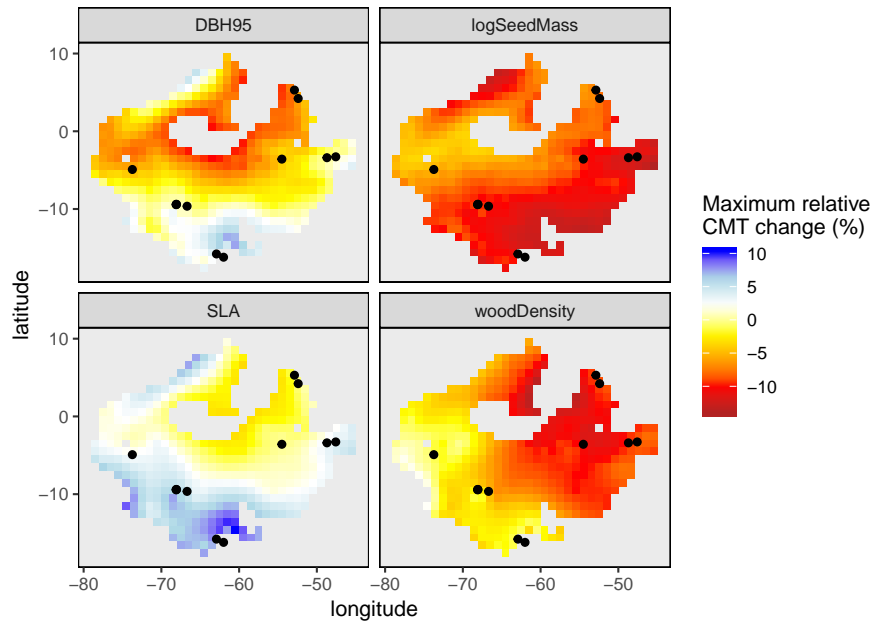 DBH95
logSeedMass
10
0
−10
SLA
woodDensity
10
0
−10
−80
−70
−60
−50
−80
−70
−60
−50
longitude
latitude
Maximum relative
CMT change (%)
10
5
0
−5
−10